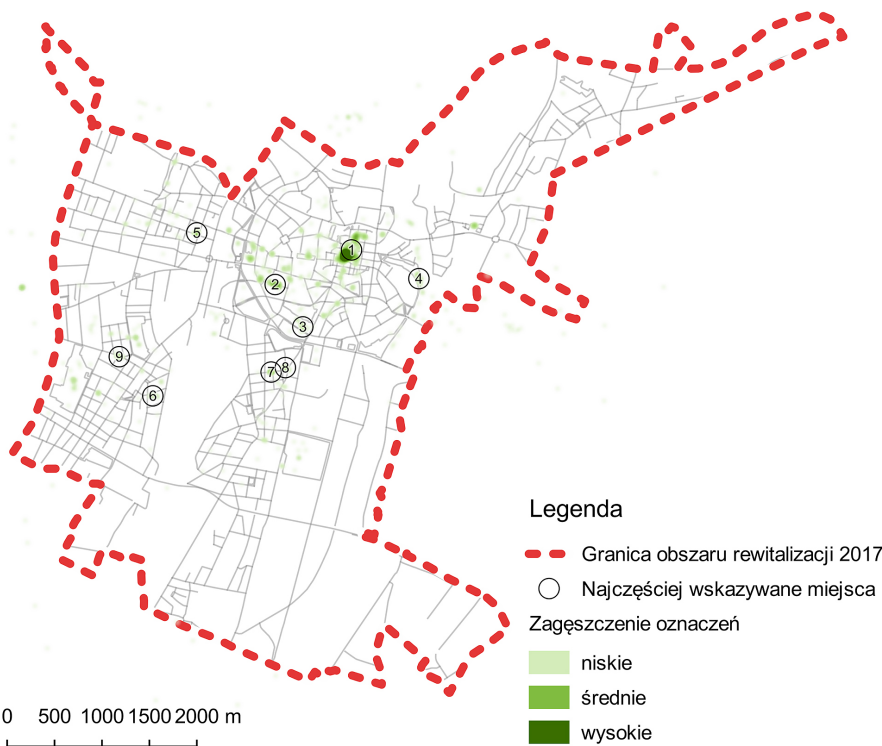 1
5
4
2
3
9
8
7
6
Legenda
Granica obszaru rewitalizacji 2017
Najczęściej wskazywane miejsca
Zagęszczenie oznaczeń
niskie
średnie
wysokie
0 500 1000 1500 2000 m